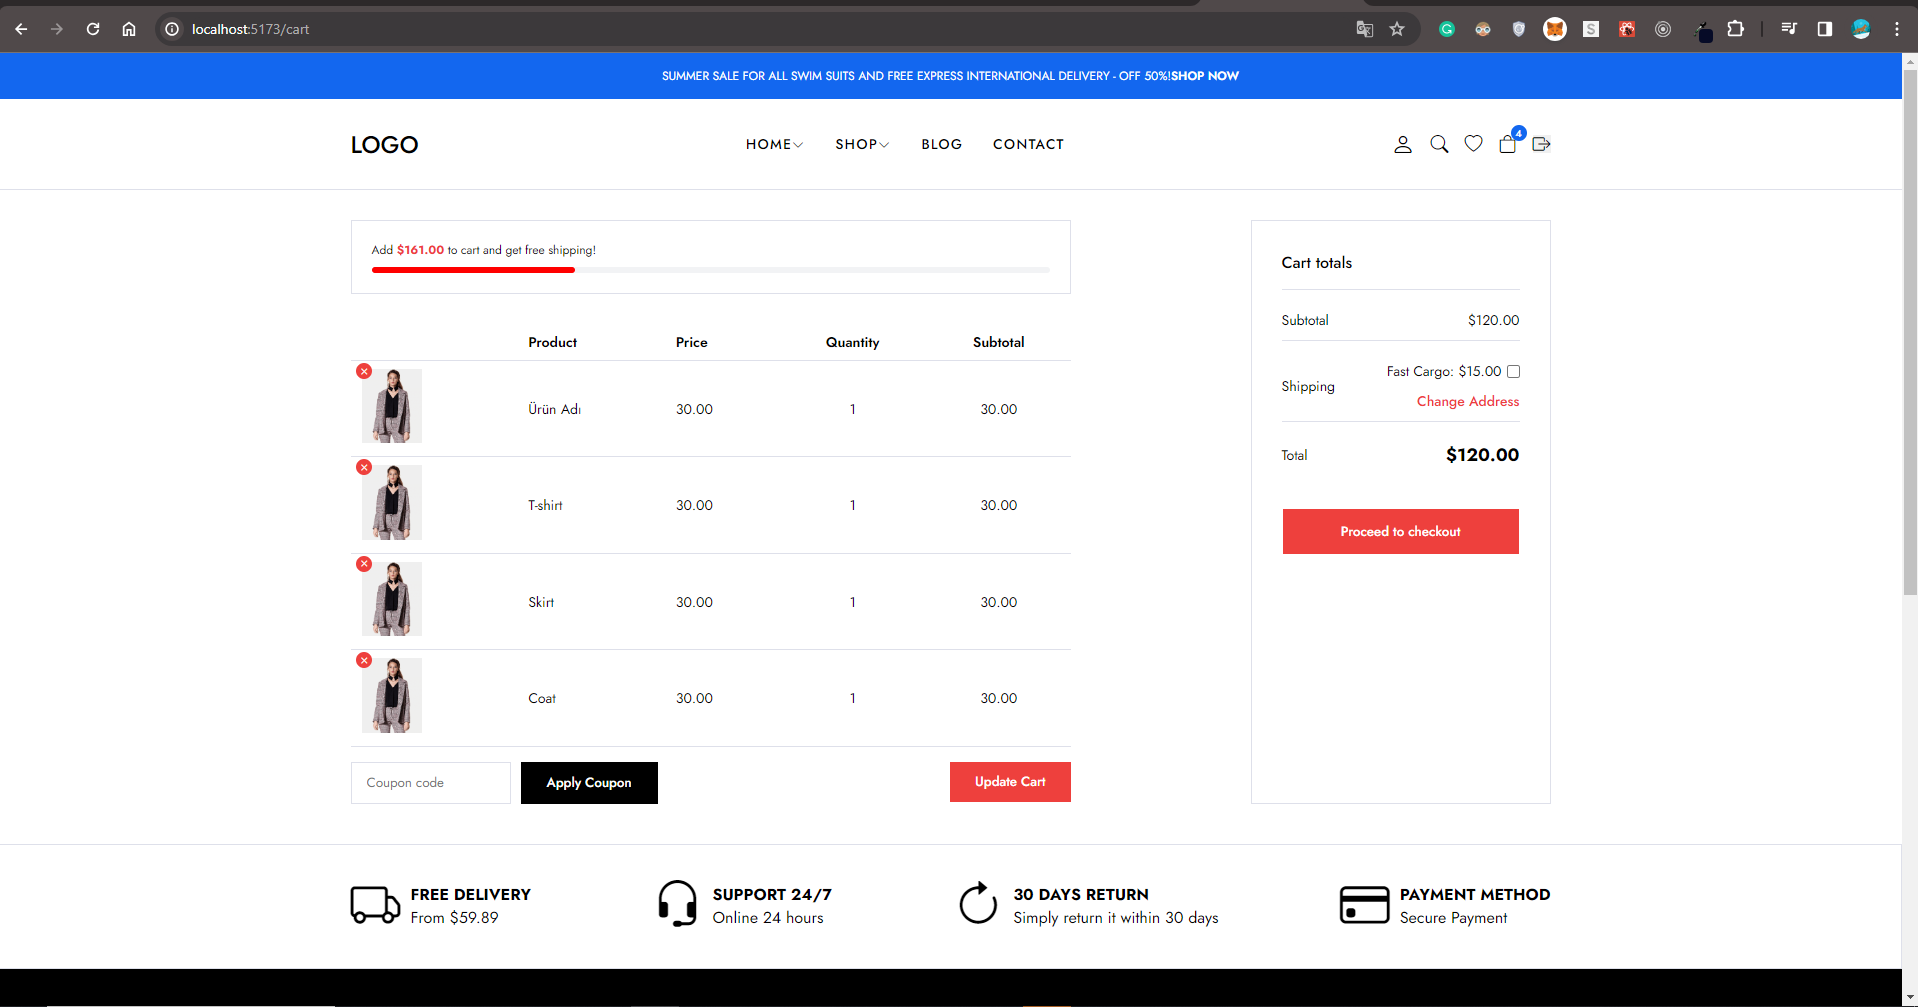 localhost:5173/cart
SUMMER SALE FOR ALL SWIM SUITS AND FREE EXPRESS INTERNATIONAL DELIVERY - OFF 50%!SHOP NOW
LOGO
HOME SHOP BLOG CONTACT
4
Add $161.00 to cart and get free shipping!
Product Price Quantity Subtotal
Ürün Adı 30.00 1 30.00
T-shirt 30.00 1 30.00
Skirt 30.00 1 30.00
Coat 30.00 1 30.00
Coupon code Apply Coupon Update Cart
Cart totals
Subtotal $120.00
Shipping Fast Cargo: $15.00
Change Address
Total $120.00
Proceed to checkout
FREE DELIVERY
From $59.89
SUPPORT 24/7
Online 24 hours
30 DAYS RETURN
Simply return it within 30 days
PAYMENT METHOD
Secure Payment